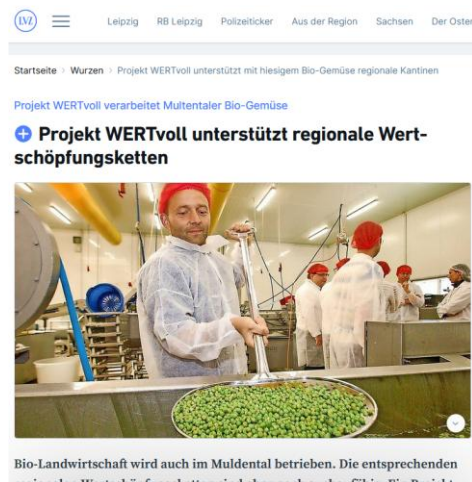 LVZ
Leipzig RB Leipzig Polizeiticker Aus der Region Sachsen Der Osten
Startseite > Wurzen > Projekt WERTvoll unterstützt mit hiesigem Bio-Gemüse regionale Kantinen
Projekt WERTvoll verarbeitet Multentaler Bio-Gemüse
Projekt WERTvoll unterstützt regionale Wert-
schöpfungsketten
Bio-Landwirtschaft wird auch im Muldental betrieben. Die entsprechenden